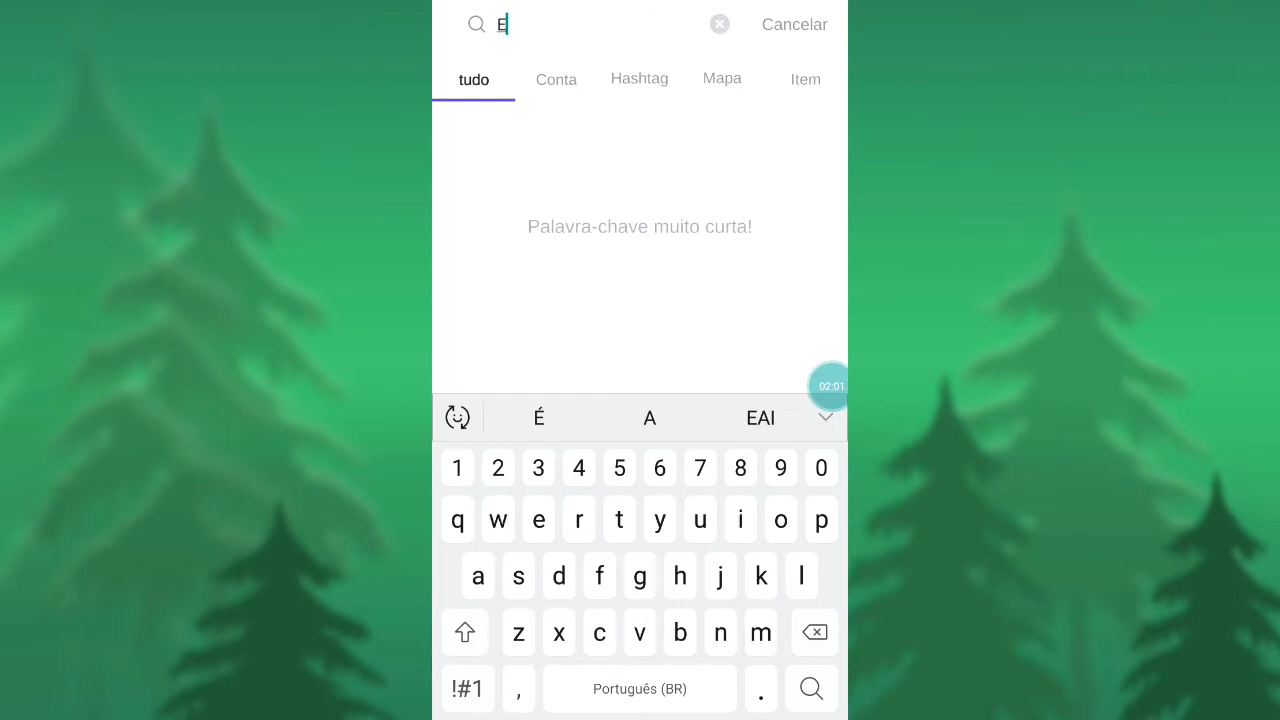 E
Cancelar
tudo Conta Hashtag Mapa Item
Palavra-chave muito curta!
02:01
É A EAI
1 2 3 4 5 6 7 8 9 0
q w e r t y u i o p
a s d f g h j k l
z x c v b n m
!#1 , Português (BR) .